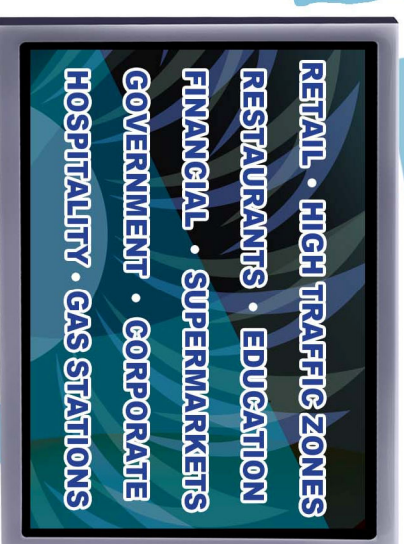 RETAIL • HIGH TRAFFIC ZONES
RESTAURANTS • EDUCATION
FINANCIAL • SUPERMARKETS
GOVERNMENT • CORPORATE
HOSPITALITY • GAS STATIONS